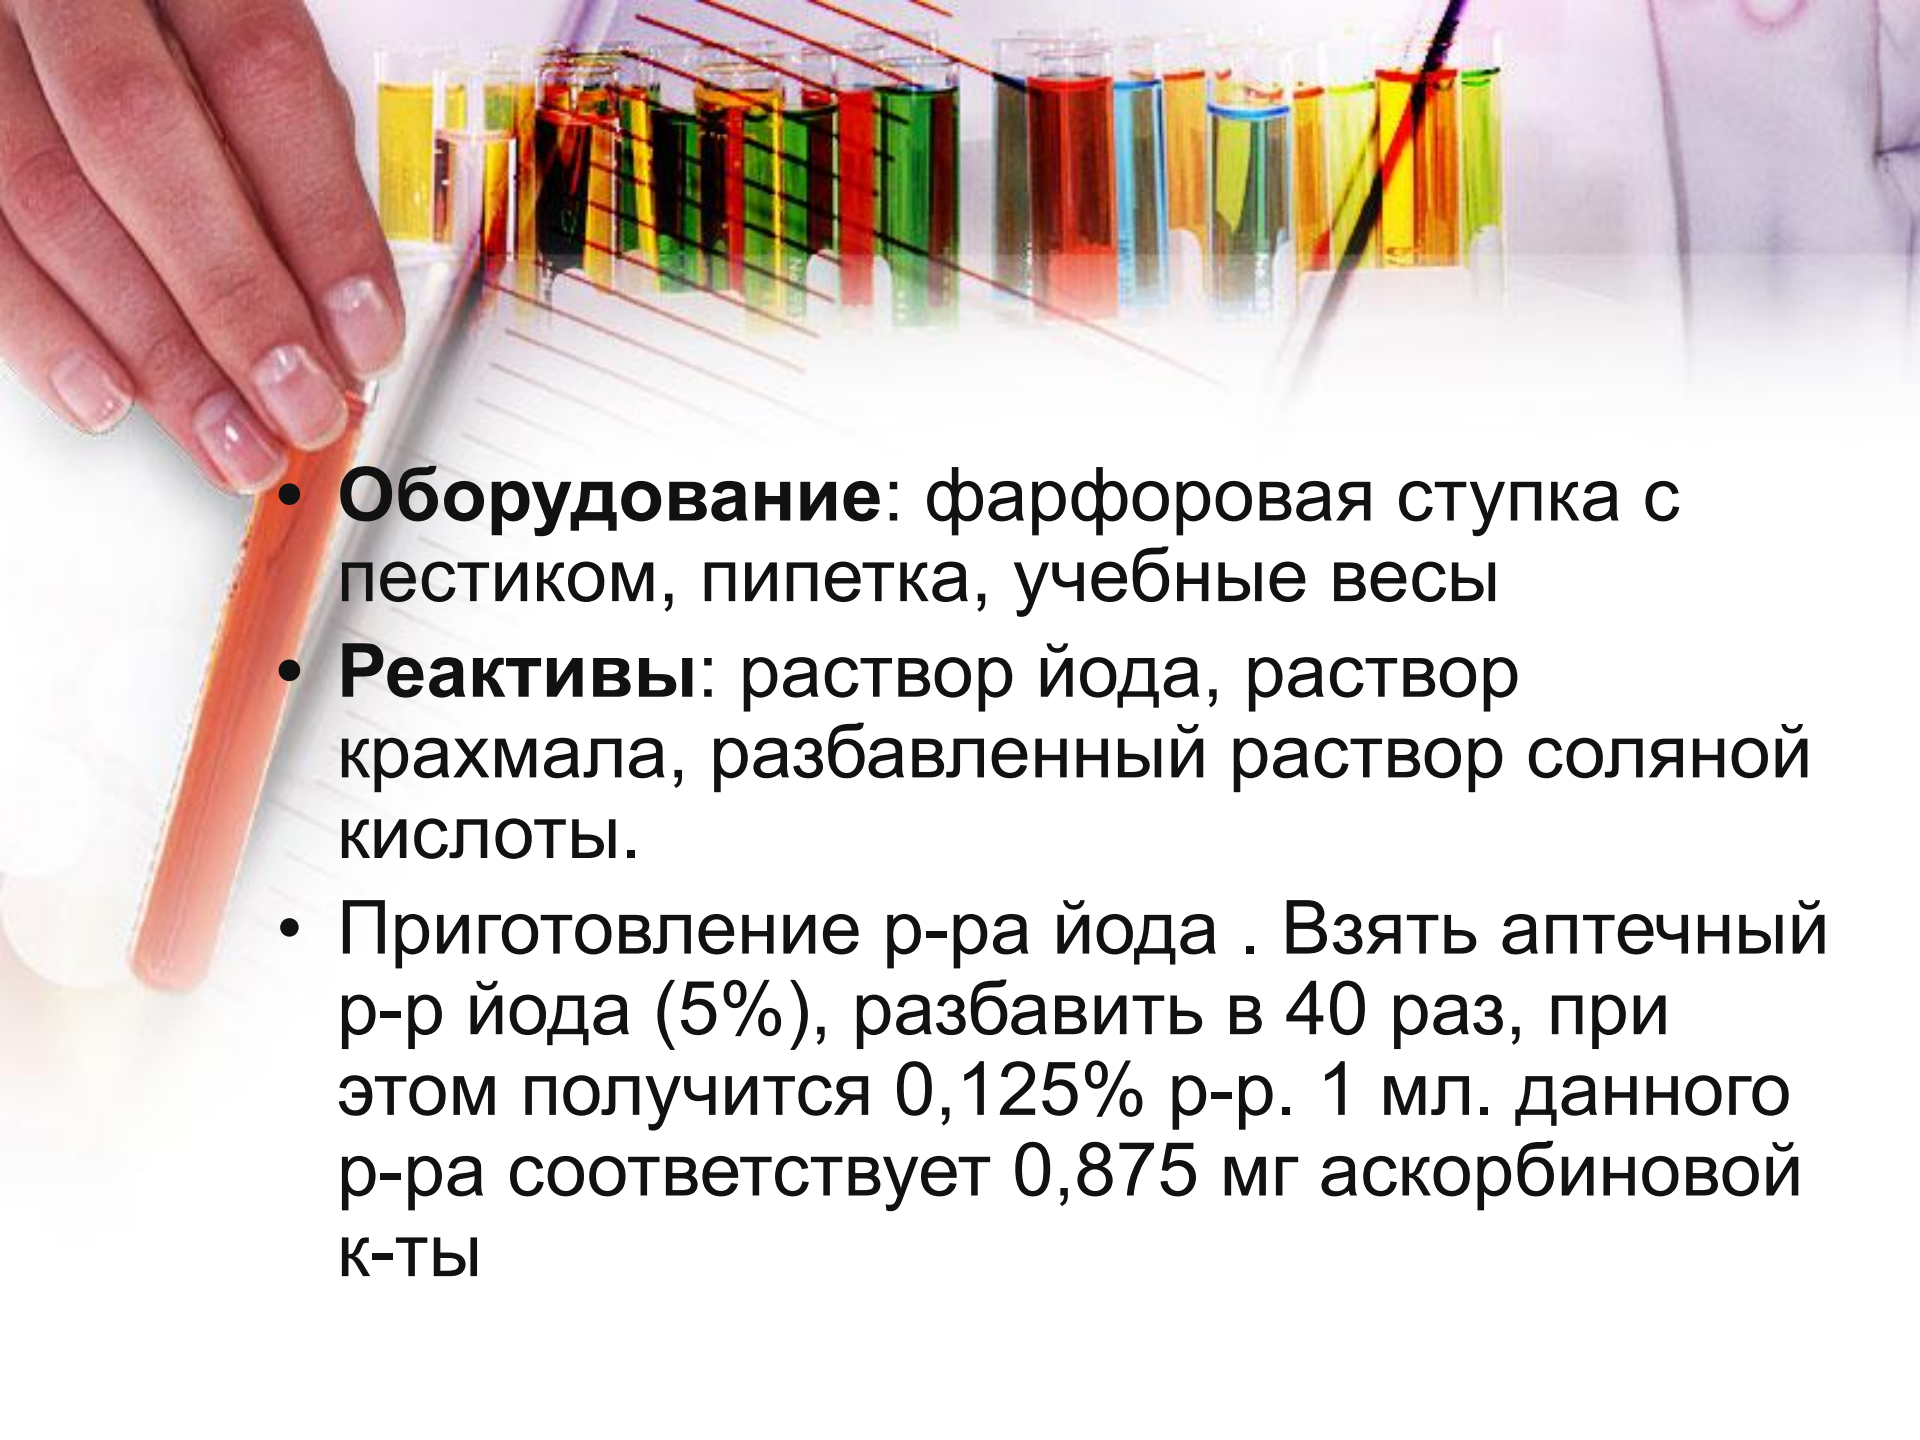 • Оборудование: фарфоровая ступка с
пестиком, пипетка, учебные весы
• Реактивы: раствор йода, раствор
крахмала, разбавленный раствор соляной
кислоты.
• Приготовление р-ра йода . Взять аптечный
р-р йода (5%), разбавить в 40 раз, при
этом получится 0,125% р-р. 1 мл. данного
р-ра соответствует 0,875 мг аскорбиновой
к-ты